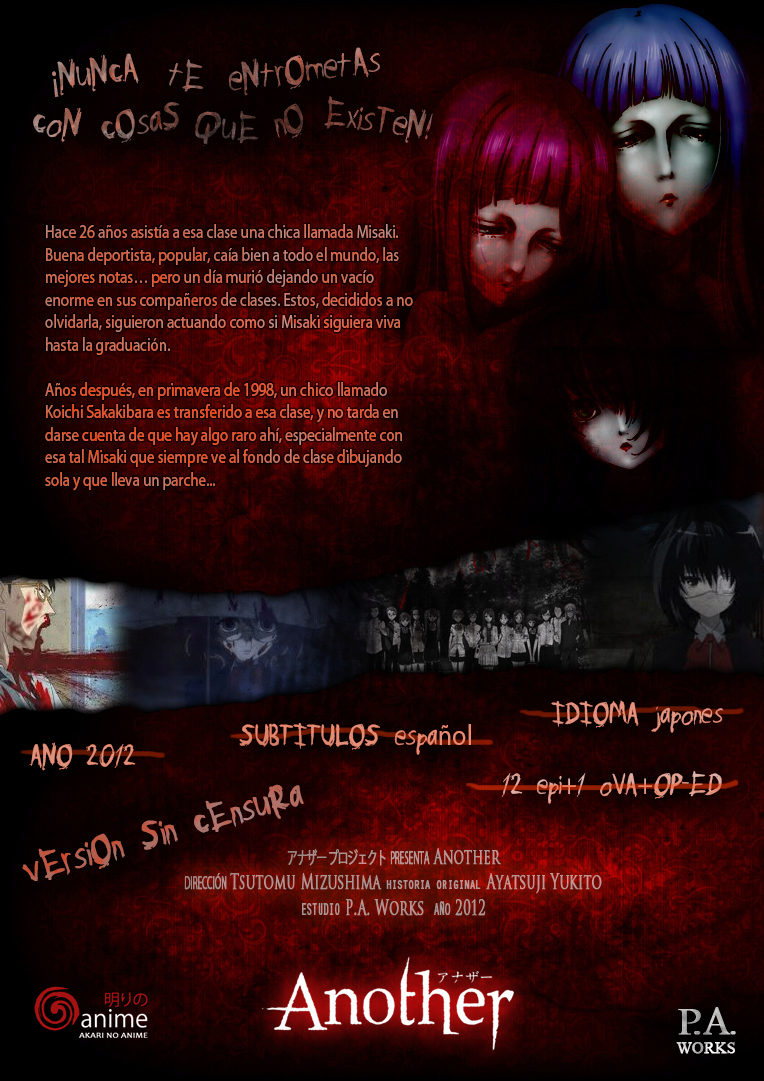 ¡NUNCA TE ENTROMETAS
CON COSAS QUE NO EXISTEN!
Hace 26 años asistía a esa clase una chica llamada Misaki.
Buena deportista, popular, caía bien a todo el mundo, las
mejores notas... pero un día murió dejando un vacío
enorme en sus compañeros de clases. Estos, decididos a no
olvidarla, siguieron actuando como si Misaki siguiera viva
hasta la graduación.
Años después, en primavera de 1998, un chico llamado
Koichi Sakakibara es transferido a esa clase, y no tarda en
darse cuenta de que hay algo raro ahí, especialmente con
esa tal Misaki que siempre ve al fondo de clase dibujando
sola y que lleva un parche...
IDIOMA japones
SUBTITULOS español
AÑO 2012
12 epi+1 oVA+OP-ED
vErsiOn Sin cEnsuRa
アナザープロジェクト PRESENTA ANOTHER
DIRECCIÓN TSUTOMU MIZUSHIMA HISTORIA ORIGINAL AYATSUJI YUKITO
ESTUDIO P.A. WORKS AÑO 2012
アナザー
Another
明りの
anime
AKARI NO ANIME
P.A.
WORKS